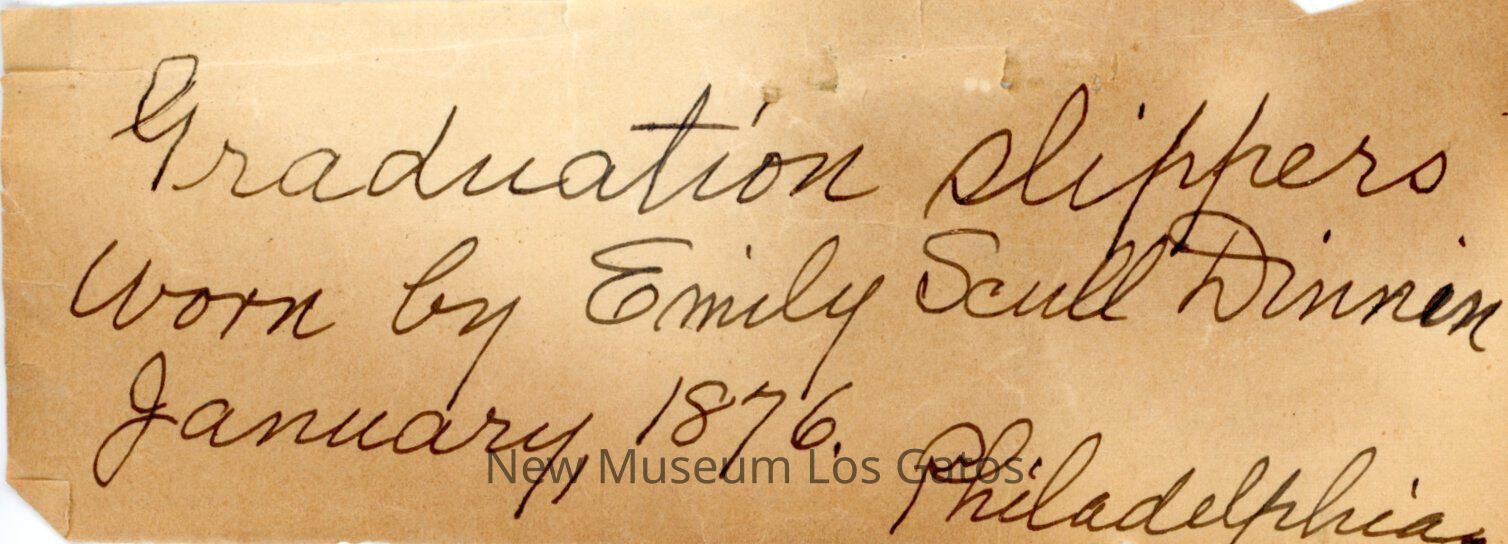 Graduation slippers
worn by Emily Scull Dinnin
January, 1876.
Philadelphia
New Museum Los Gatos